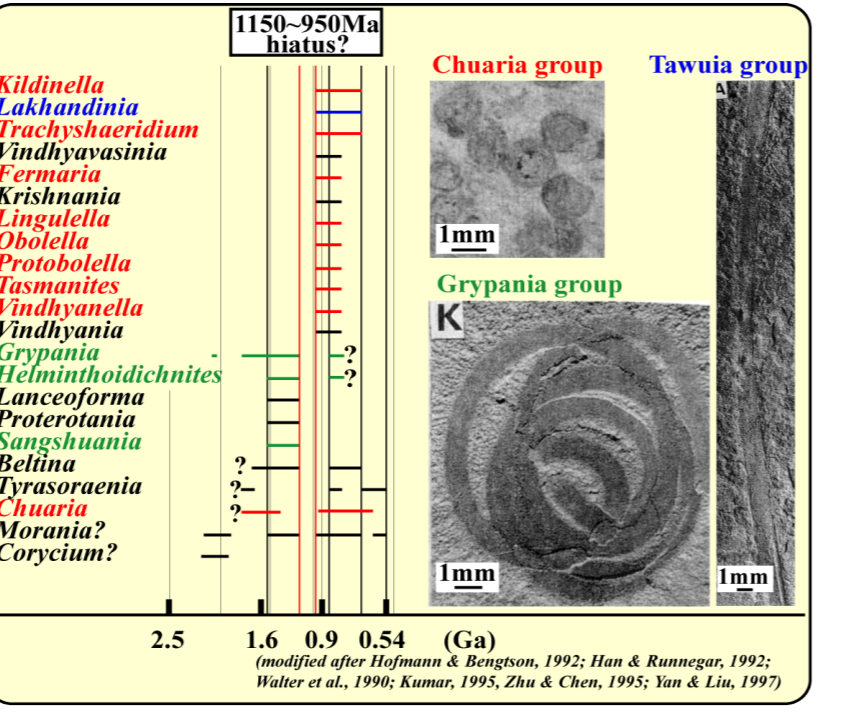 1150~950Ma
hiatus?
Chuaria group
Tawuia group
Kildinella
Lakhandinia
Trachyshaeridium
Vindhyavasinia
Fermaria
Krishnania
Lingulella
Obolella
Protobolella
Tasmanites
Vindhyanella
Vindhyania
Grypania
?
Helminthoidichnites
?
Lanceoforma
Proterotania
Sangshuania
Beltina
?
Tyrasoraenia
?
Chuaria
?
Morania?
Corycium?
A
1mm
Grypania group
K
1mm
1mm
2.5 1.6 0.9 0.54 (Ga)
(modified after Hofmann & Bengtson, 1992; Han & Runnegar, 1992;
Walter et al., 1990; Kumar, 1995, Zhu & Chen, 1995; Yan & Liu, 1997)